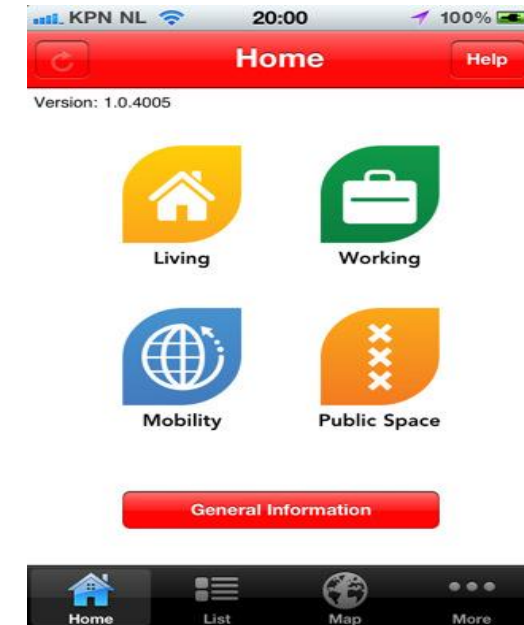 KPN NL 20:00 100%
Home Help
Version: 1.0.4005
Living Working
Mobility Public Space
General Information
Home List Map More